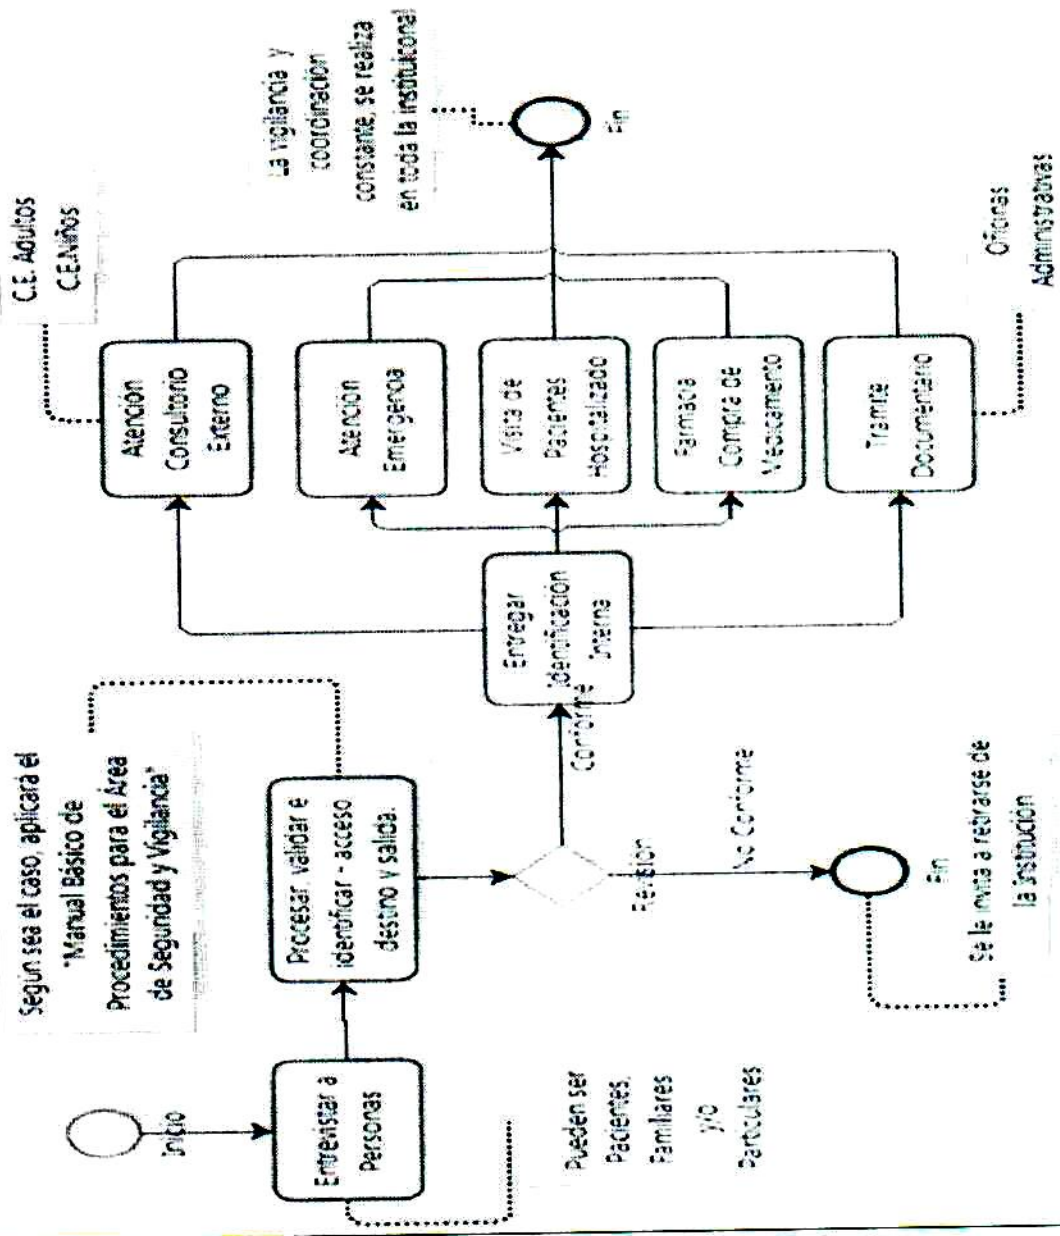 Inicio
Entrevistar a
Personas
Pueden ser
Pacientes,
Familiares
y/o
Particulares
Según sea el caso, aplicará el
"Manual Básico de
Procedimientos para el Área
de Seguridad y Vigilancia"
Procesar, validar e
identificar - acceso
destino y salida.
Revisión
Conforme
No Conforme
Fin
Se le invita a retirarse de
la Institución
Entregar
Identificación
Interna
C.E. Adultos
C.E.Niños
Atención
Consultorio
Externo
Atención
Emergencia
Visita de
Pacientes
Hospitalizado
Farmacia
Compra de
Medicamento
Tramite
Documentario
Oficinas
Administrativas
La vigilancia y
coordinación
constante, se realiza
en toda la instituiconal
Fin